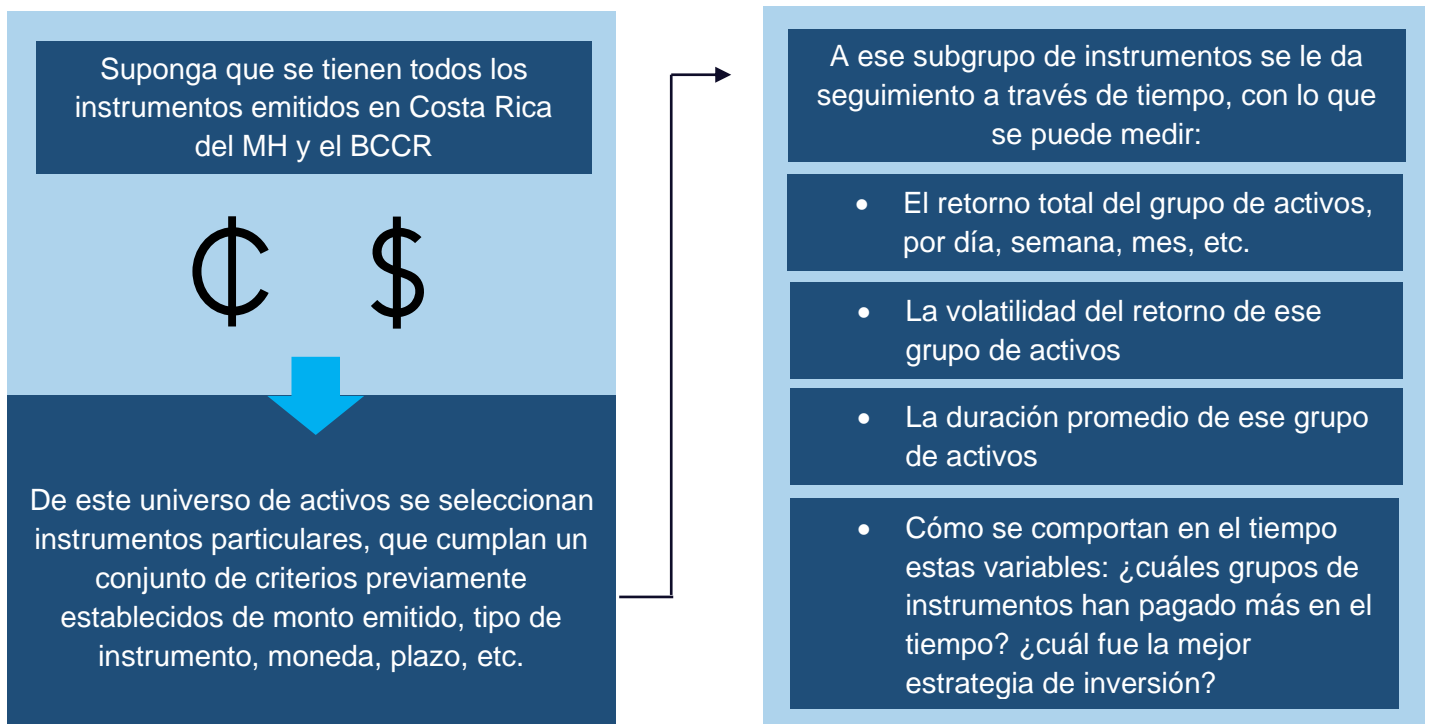 Suponga que se tienen todos los
instrumentos emitidos en Costa Rica
del MH y el BCCR
₵ $
De este universo de activos se seleccionan
instrumentos particulares, que cumplan un
conjunto de criterios previamente
establecidos de monto emitido, tipo de
instrumento, moneda, plazo, etc.
A ese subgrupo de instrumentos se le da
seguimiento a través de tiempo, con lo que
se puede medir:
• El retorno total del grupo de activos,
por día, semana, mes, etc.
• La volatilidad del retorno de ese
grupo de activos
• La duración promedio de ese grupo
de activos
• Cómo se comportan en el tiempo
estas variables: ¿cuáles grupos de
instrumentos han pagado más en el
tiempo? ¿cuál fue la mejor
estrategia de inversión?